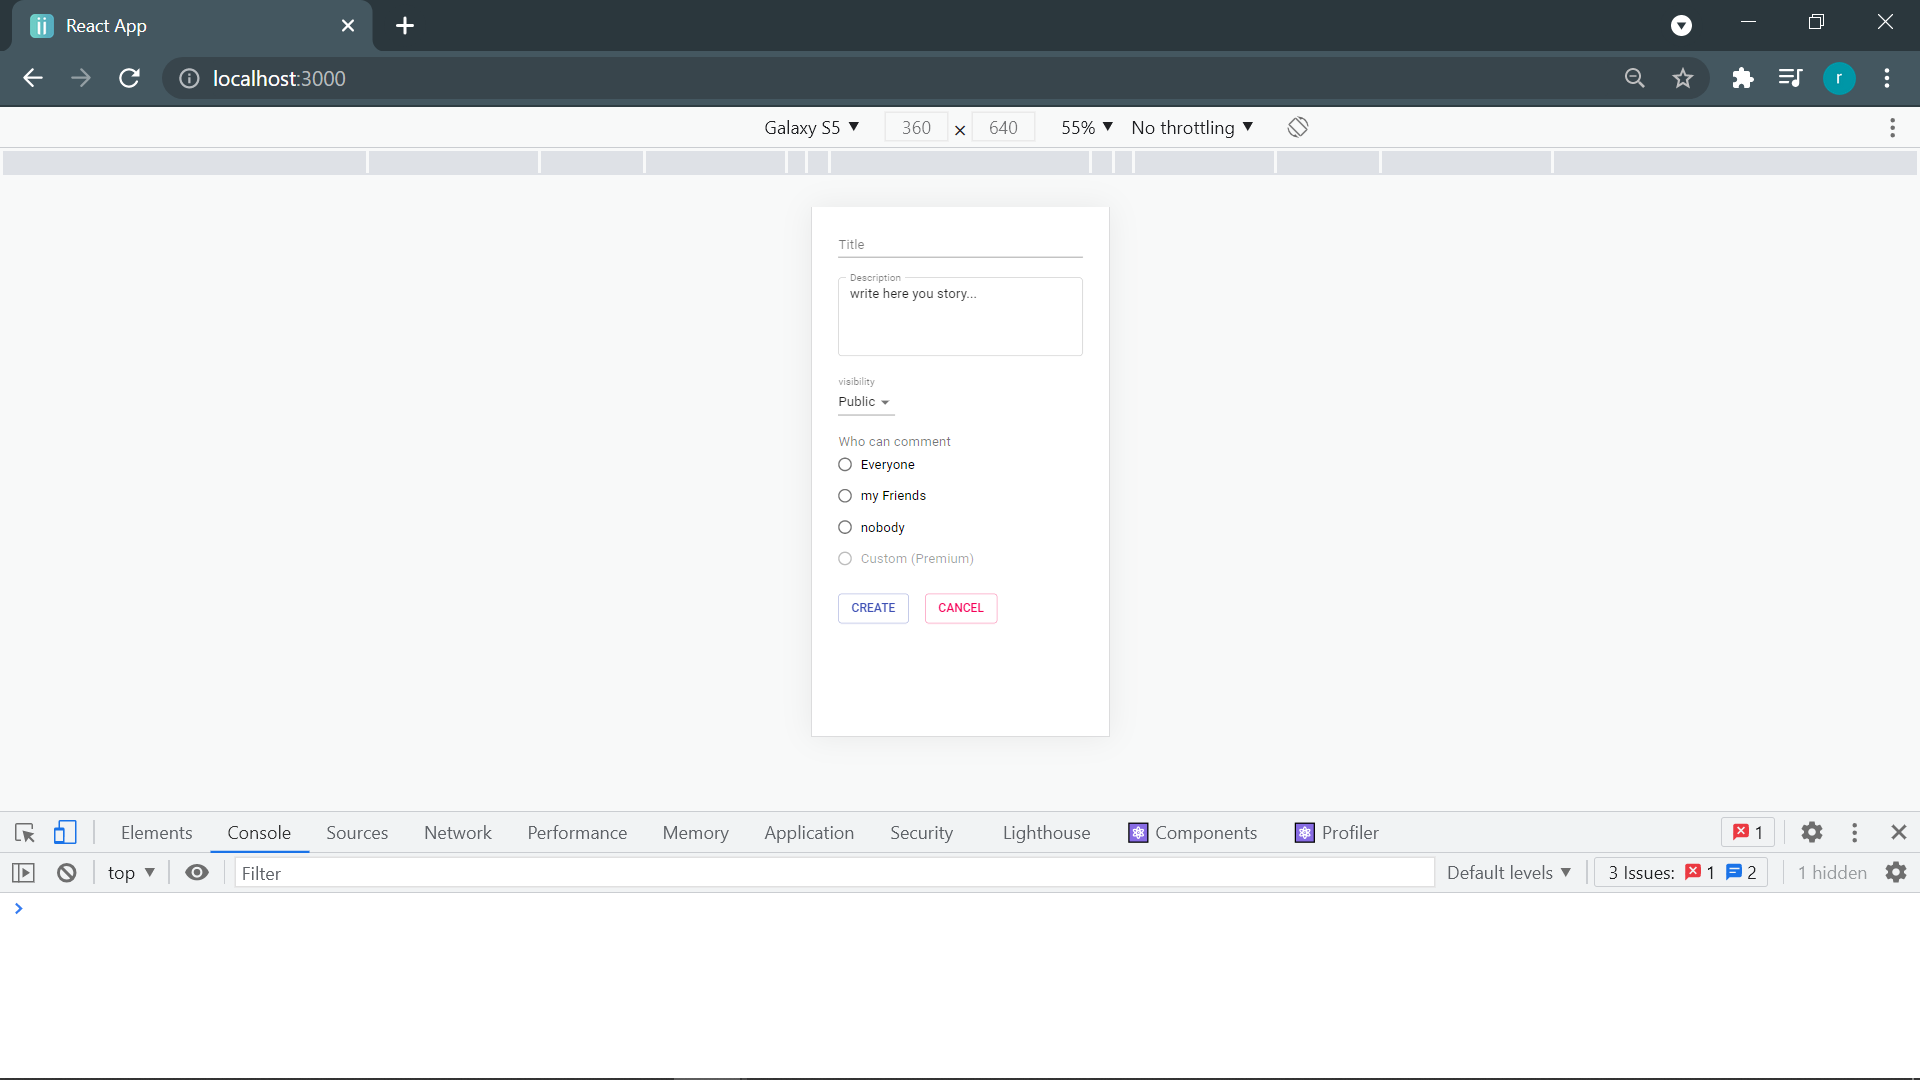 React App
localhost:3000
r
Galaxy S5 360 × 640 55% No throttling
Title
Description
write here you story...
visibility
Public
Who can comment
Everyone
my Friends
nobody
Custom (Premium)
CREATE CANCEL
Elements Console Sources Network Performance Memory Application Security Lighthouse Components Profiler 1
top Filter Default levels 3 Issues: 1 2 1 hidden